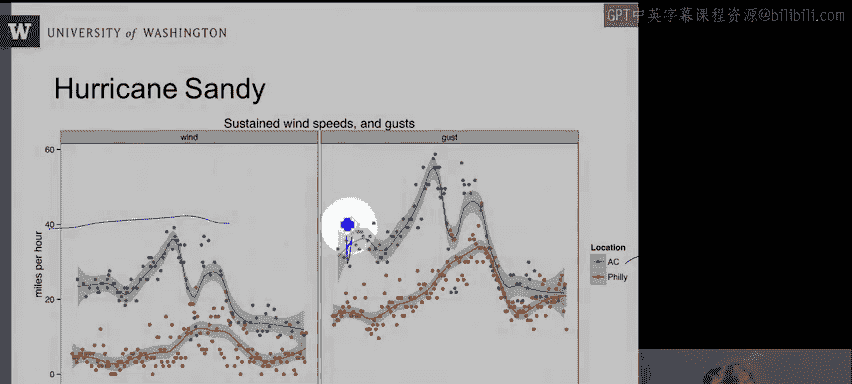 GPT中英字幕课程资源@bilibili.com
W UNIVERSITY of WASHINGTON
Hurricane Sandy
Sustained wind speeds, and gusts
wind
gust
60
40
20
0
miles per hour
Location
AC
Philly